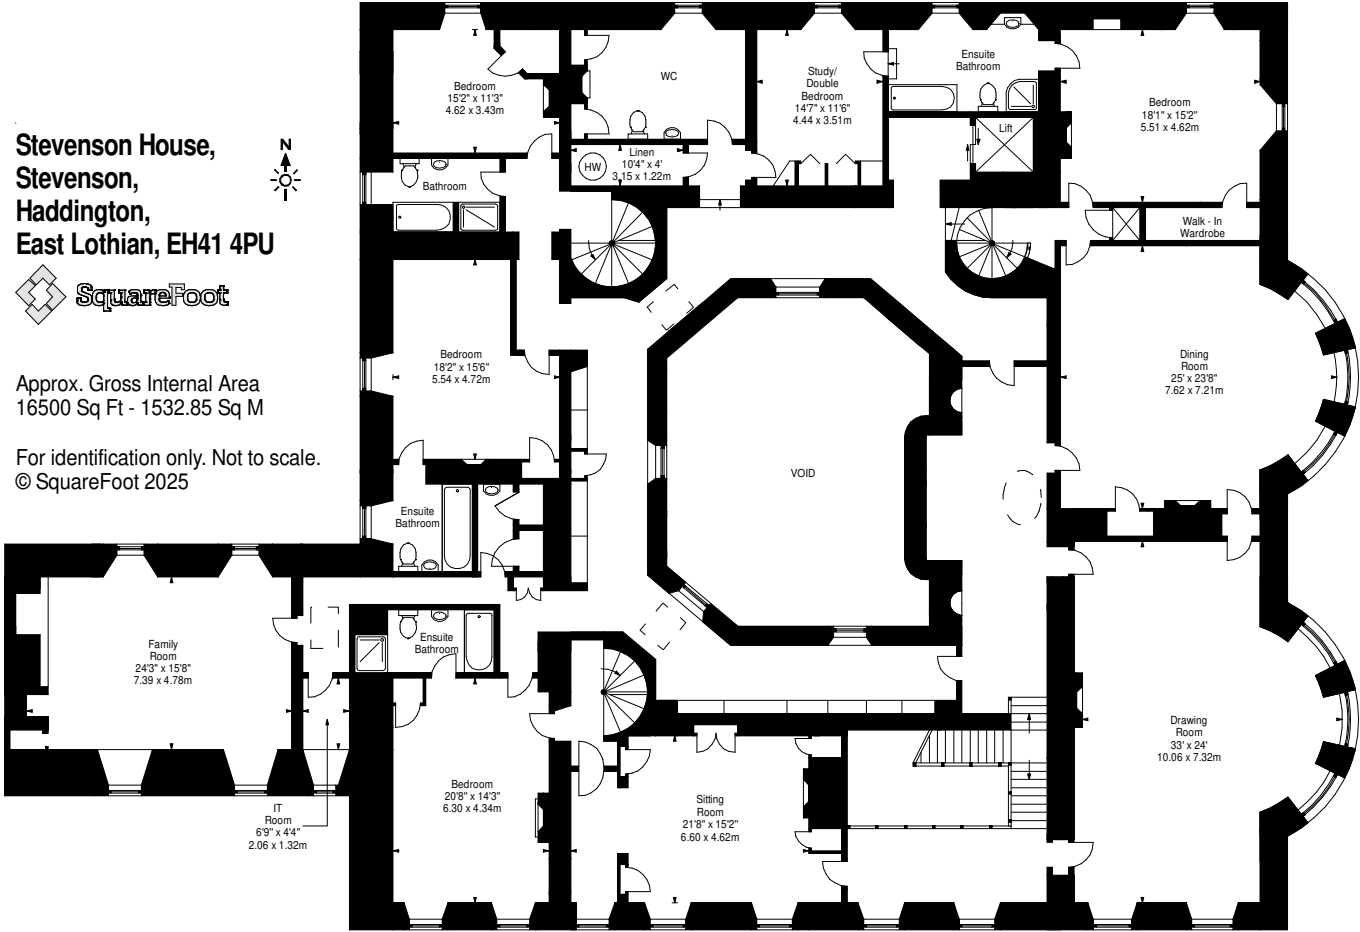 Stevenson House,
Stevenson,
Haddington,
East Lothian, EH41 4PU
N
SquareFoot
Approx. Gross Internal Area
16500 Sq Ft - 1532.85 Sq M
For identification only. Not to scale.
© SquareFoot 2025
Bedroom
15'2" x 11'3"
4.62 x 3.43m
WC
Study/
Double
Bedroom
14'7" x 11'6"
4.44 x 3.51m
Ensuite
Bathroom
Lift
Bedroom
18'1" x 15'2"
5.51 x 4.62m
HW
Linen
10'4" x 4'
3.15 x 1.22m
Bathroom
Walk - In
Wardrobe
Bedroom
18'2" x 15'6"
5.54 x 4.72m
Dining
Room
25' x 23'8"
7.62 x 7.21m
VOID
Ensuite
Bathroom
Family
Room
24'3" x 15'8"
7.39 x 4.78m
Ensuite
Bathroom
Drawing
Room
33' x 24'
10.06 x 7.32m
Bedroom
20'8" x 14'3"
6.30 x 4.34m
Sitting
Room
21'8" x 15'2"
6.60 x 4.62m
IT
Room
6'9" x 4'4"
2.06 x 1.32m